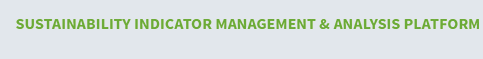 SUSTAINABILITY INDICATOR MANAGEMENT & ANALYSIS PLATFORM